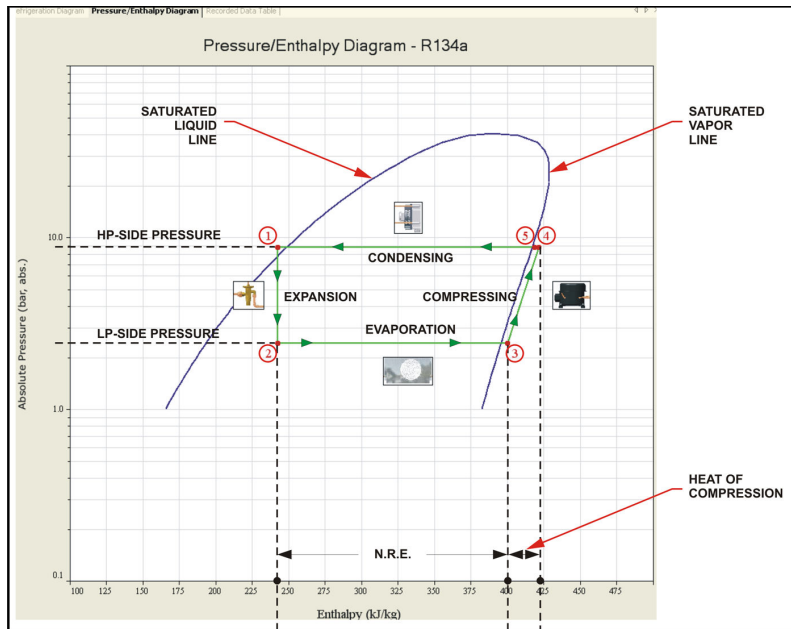 efrigeration Diagram Pressure/Enthalpy Diagram Recorded Data Table
Pressure/Enthalpy Diagram - R134a
SATURATED
LIQUID
LINE
SATURATED
VAPOR
LINE
10.0
HP-SIDE PRESSURE
1
5
4
CONDENSING
EXPANSION
COMPRESSING
LP-SIDE PRESSURE
EVAPORATION
2
3
Absolute Pressure (bar, abs.)
1.0
HEAT OF
COMPRESSION
N.R.E.
0.1
100 125 150 175 200 225 250 275 300 325 350 375 400 425 450 475
Enthalpy (kJ/kg)